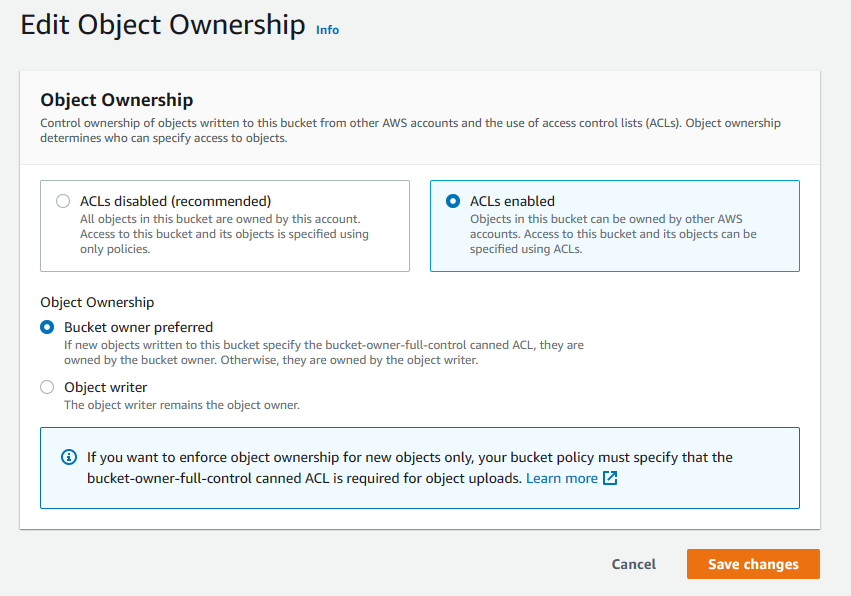 Edit Object Ownership Info
Object Ownership
Control ownership of objects written to this bucket from other AWS accounts and the use of access control lists (ACLs). Object ownership
determines who can specify access to objects.
ACLs disabled (recommended)
All objects in this bucket are owned by this account.
Access to this bucket and its objects is specified using
only policies.
ACLs enabled
Objects in this bucket can be owned by other AWS
accounts. Access to this bucket and its objects can be
specified using ACLs.
Object Ownership
Bucket owner preferred
If new objects written to this bucket specify the bucket-owner-full-control canned ACL, they are
owned by the bucket owner. Otherwise, they are owned by the object writer.
Object writer
The object writer remains the object owner.
If you want to enforce object ownership for new objects only, your bucket policy must specify that the
bucket-owner-full-control canned ACL is required for object uploads. Learn more
Cancel
Save changes